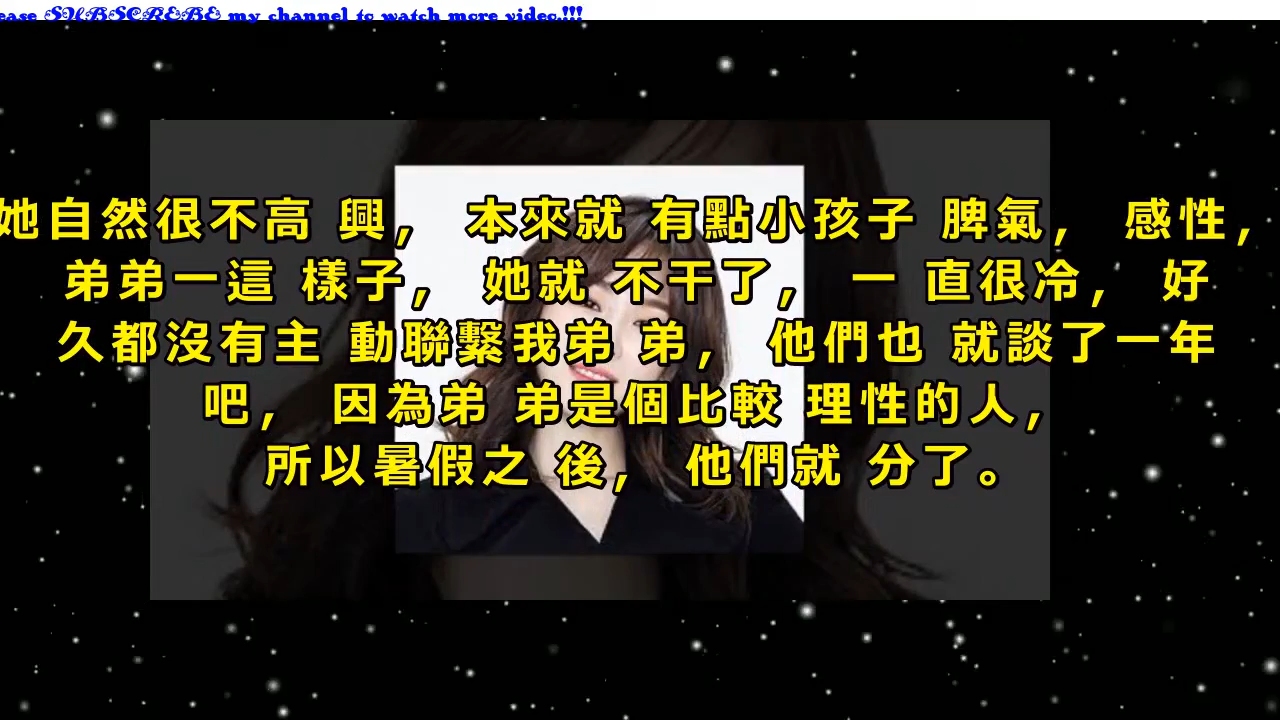 ease SUBSCREBE my channel to watch more video!!!
她自然很不高 興， 本來就 有點小孩子 脾氣， 感性，
弟弟一這 樣子， 她就 不干了， 一 直很冷， 好
久都沒有主 動聯繫我弟 弟， 他們也 就談了一年
吧， 因為弟 弟是個比較 理性的人，
所以暑假之 後， 他們就 分了。